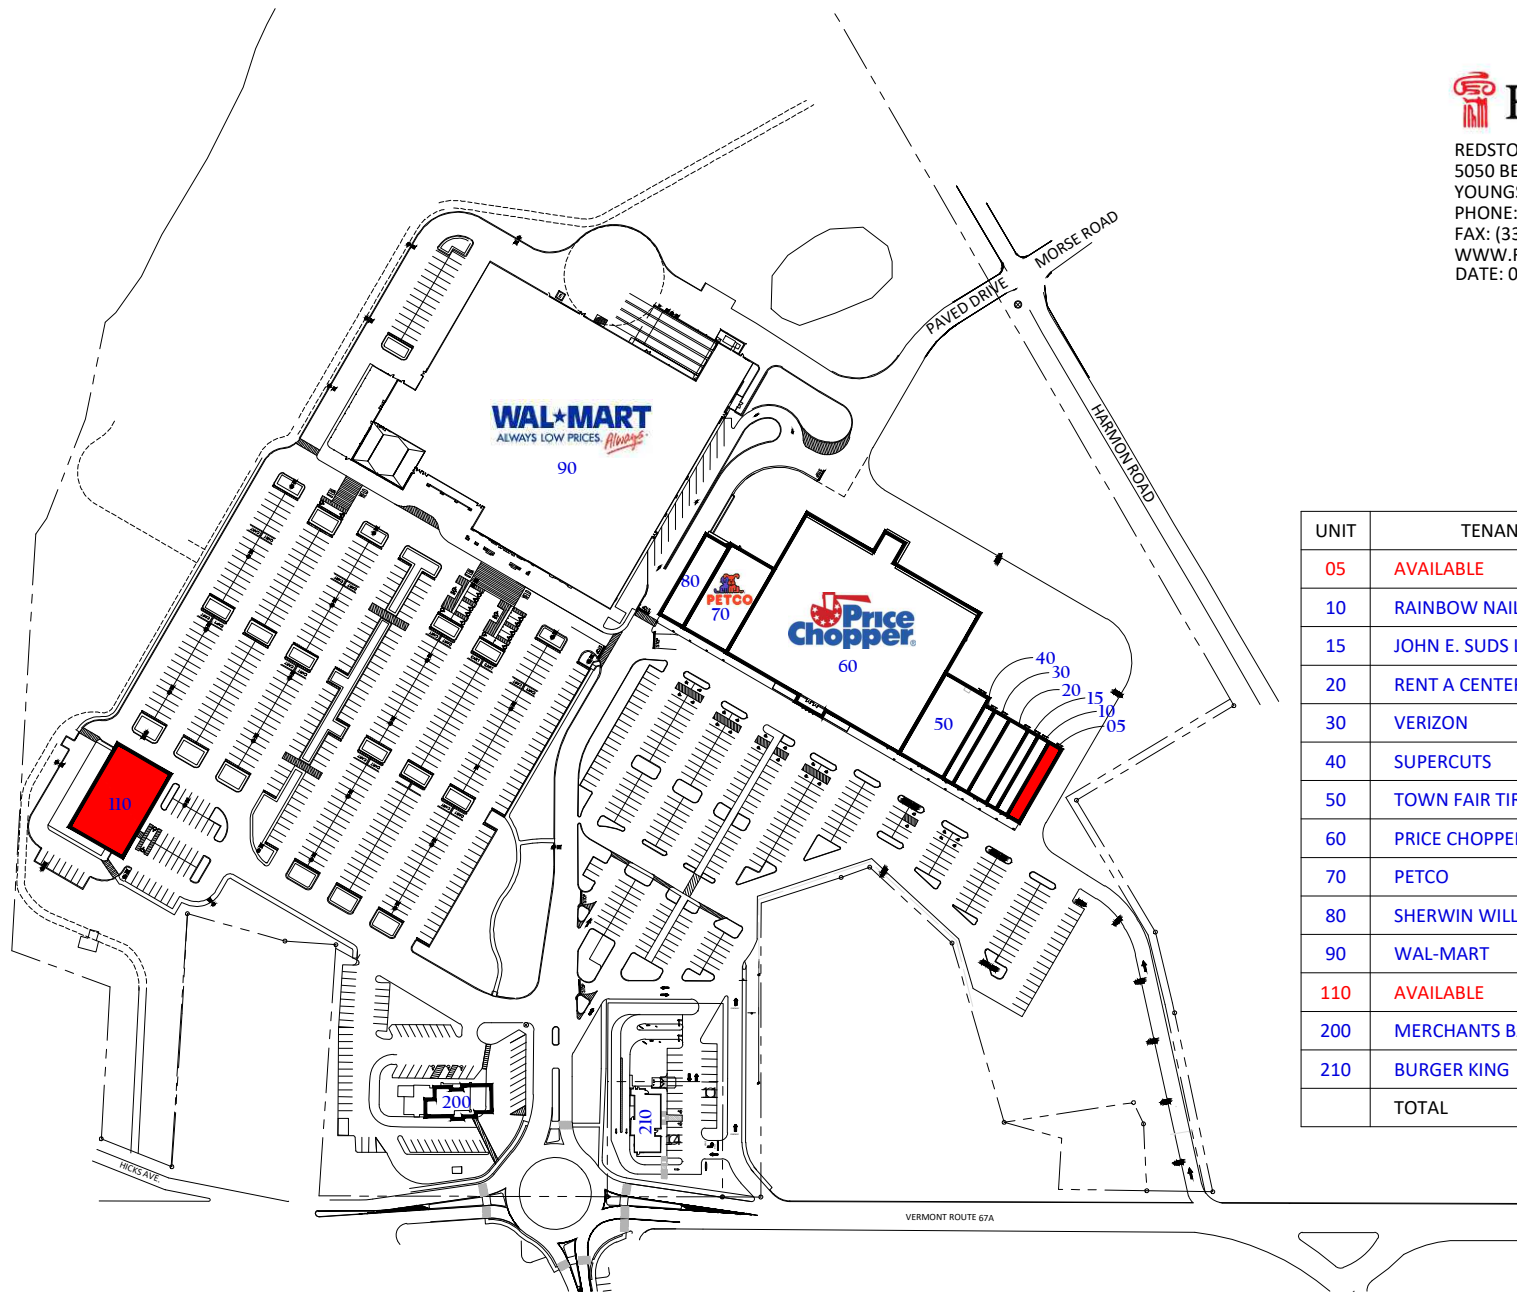 REDSTO
5050 BE
YOUNGS
PHONE:
FAX: (33
WWW.R
DATE: 0
MORSE ROAD
PAVED DRIVE
HARMON ROAD
WAL★MART
ALWAYS LOW PRICES. Always.
90
80
PETCO
70
Price
Chopper
60
50
40
30
20
15
10
05
110
200
210
HICKS AVE.
VERMONT ROUTE 67A
UNIT TENAN
05 AVAILABLE
10 RAINBOW NAIL
15 JOHN E. SUDS L
20 RENT A CENTER
30 VERIZON
40 SUPERCUTS
50 TOWN FAIR TIR
60 PRICE CHOPPER
70 PETCO
80 SHERWIN WILL
90 WAL-MART
110 AVAILABLE
200 MERCHANTS B
210 BURGER KING
TOTAL